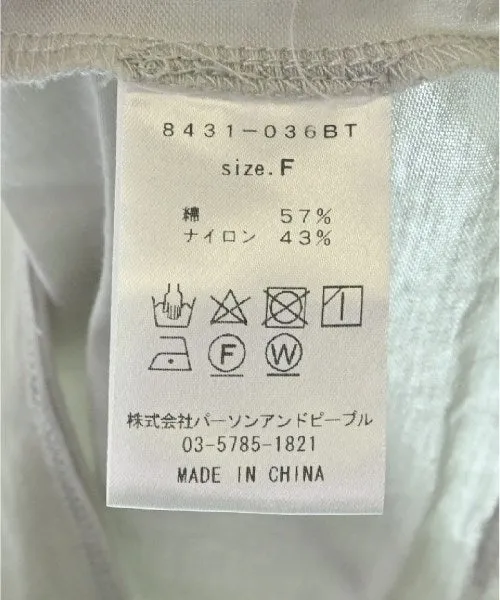 8431-036BT
size.F
綿 57%
ナイロン 43%
F W
株式会社パーソンアンドピープル
03-5785-1821
MADE IN CHINA